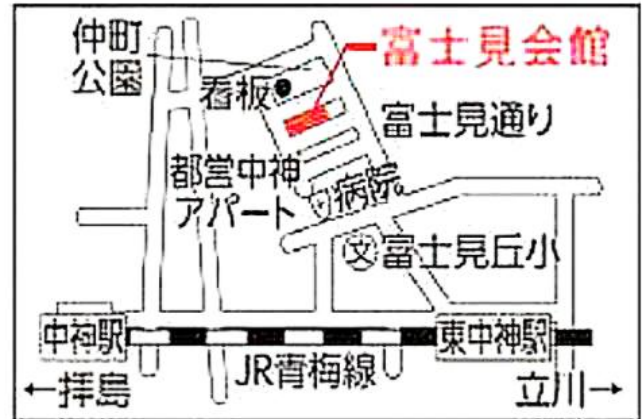 仲町
公園
富士見会館
看板
富士見通り
都営中神
アパート
病院
文
富士見丘小
中神駅
東中神駅
JR青梅線
←拝島
立川→